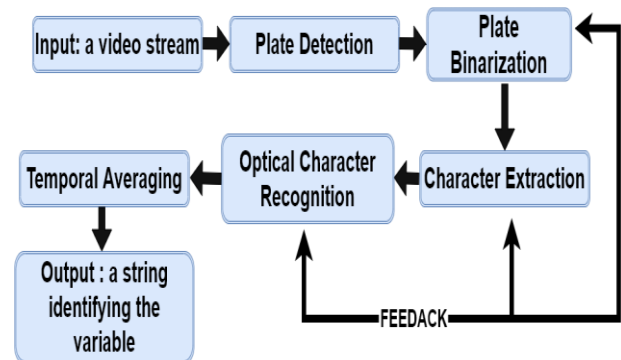 Input: a video stream
Plate Detection
Plate
Binarization
Character Extraction
Optical Character
Recognition
Temporal Averaging
Output : a string
identifying the
variable
FEEDACK